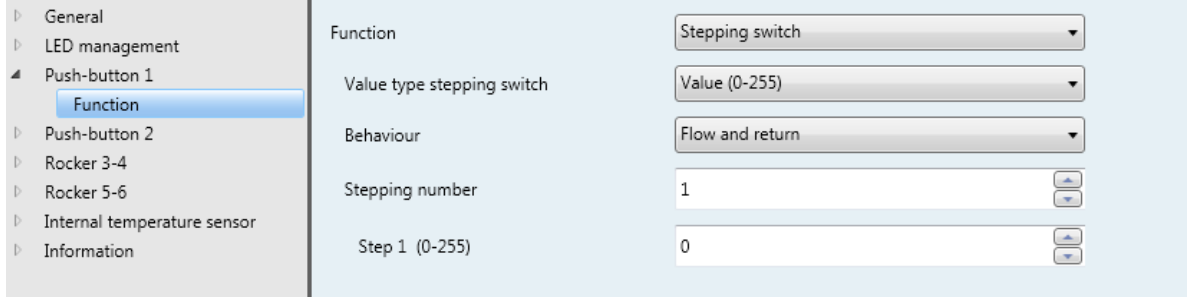 General
LED management
Push-button 1
Function
Push-button 2
Rocker 3-4
Rocker 5-6
Internal temperature sensor
Information
Function Stepping switch
Value type stepping switch Value (0-255)
Behaviour Flow and return
Stepping number 1
Step 1 (0-255) 0